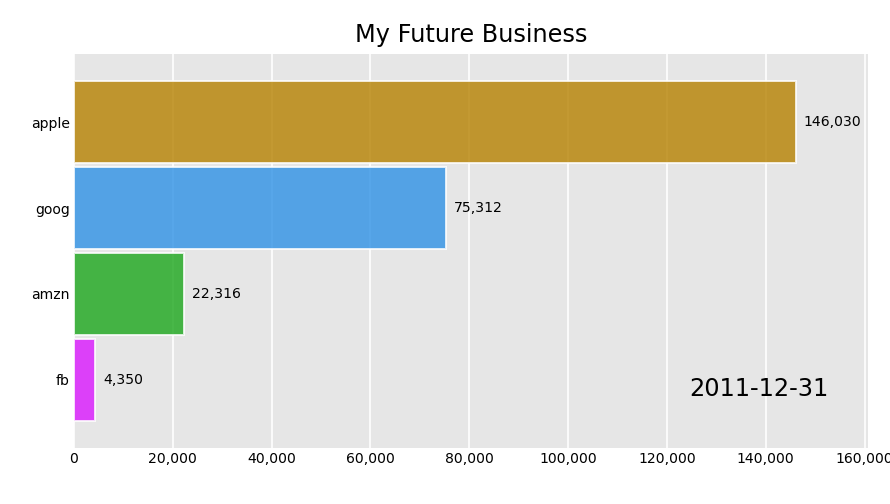 My Future Business
apple
146,030
goog
75,312
amzn
22,316
fb
4,350
2011-12-31
0 20,000 40,000 60,000 80,000 100,000 120,000 140,000 160,000